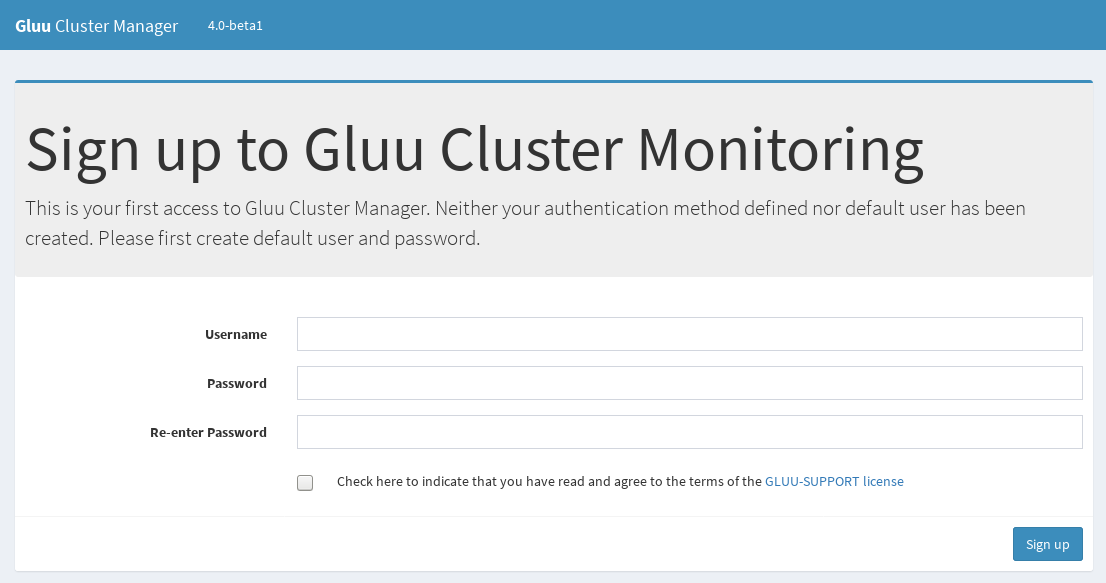 Gluu Cluster Manager 4.0-beta1
Sign up to Gluu Cluster Monitoring
This is your first access to Gluu Cluster Manager. Neither your authentication method defined nor default user has been
created. Please first create default user and password.
Username
Password
Re-enter Password
Check here to indicate that you have read and agree to the terms of the GLUU-SUPPORT license
Sign up